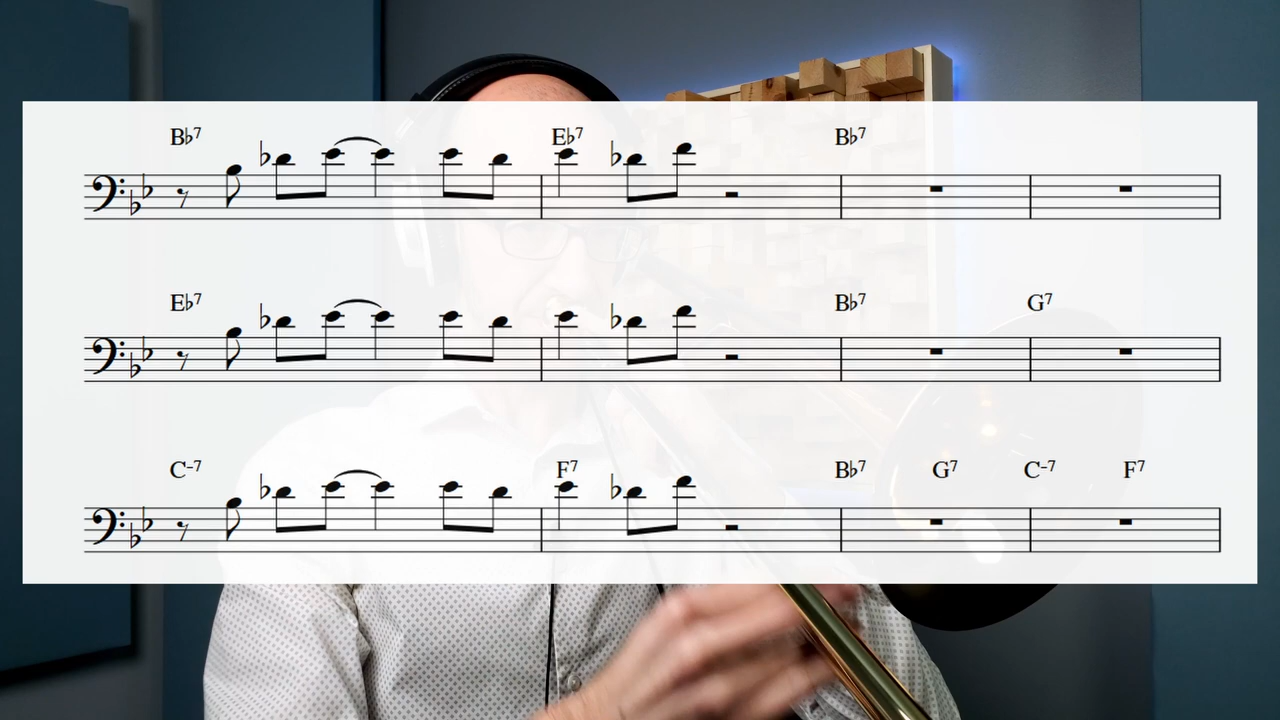 B♭7 E♭7 B♭7
E♭7 B♭7 G7
C-7 F7 B♭7 G7 C-7 F7